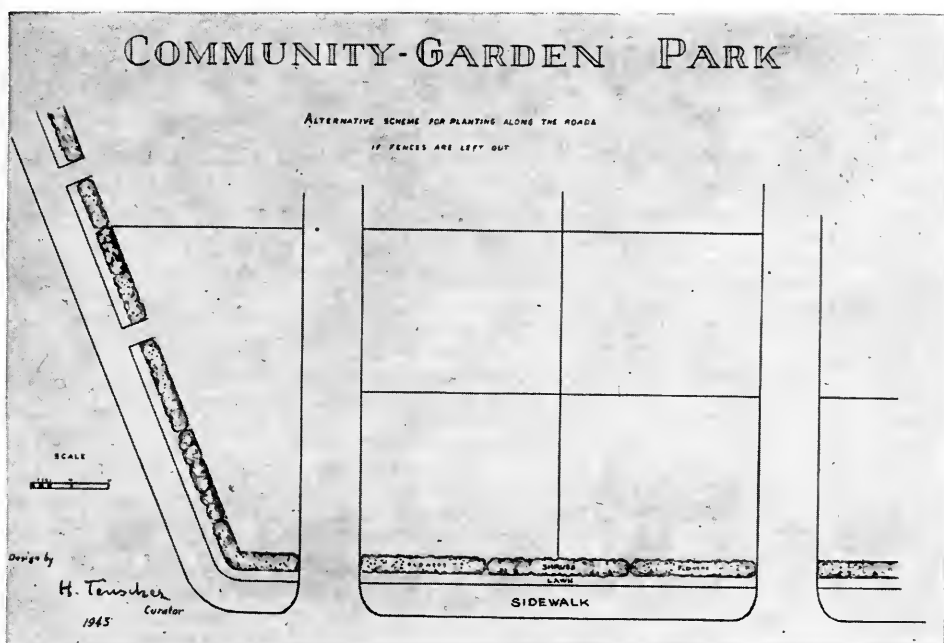 COMMUNITY-GARDEN PARK
ALTERNATIVE SCHEME FOR PLANTING ALONG THE ROADS
IF FENCES ARE LEFT OUT
SCALE
Design by
H. Teuscher
Curator
1945
FLOWERS SHRUBS FLOWERS
LAWN
SIDEWALK